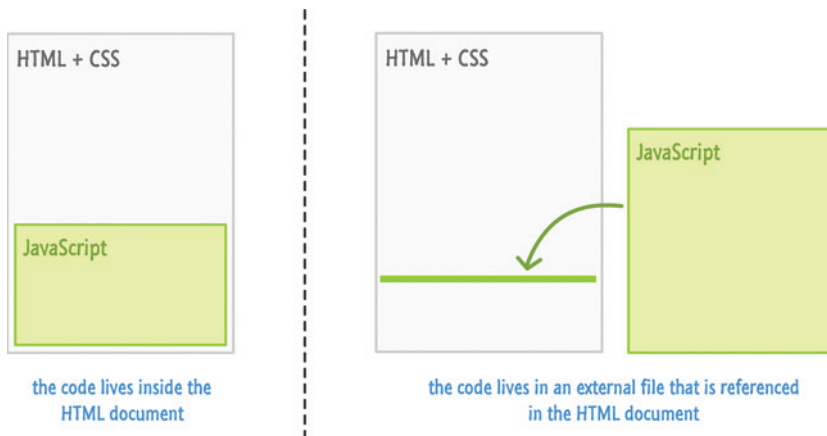 HTML + CSS
JavaScript
the code lives inside the
HTML document
HTML + CSS
JavaScript
the code lives in an external file that is referenced
in the HTML document